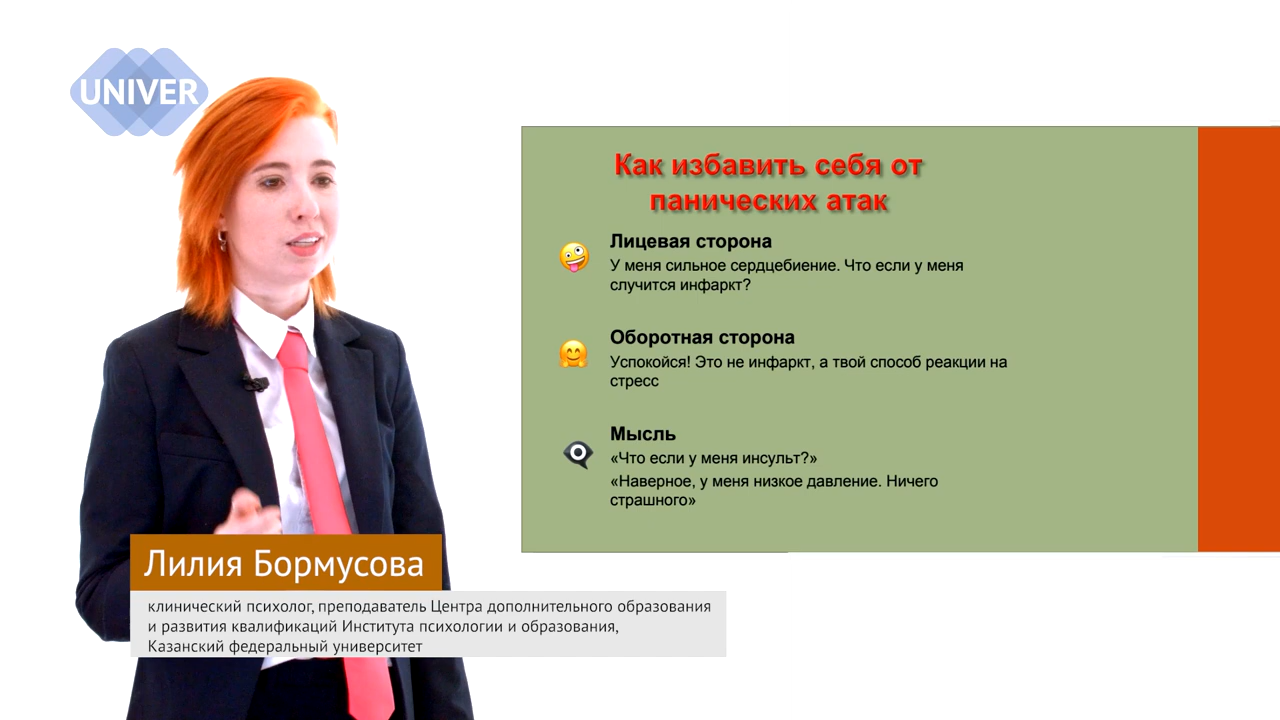 UNIVER
Как избавить себя от
панических атак
Лицевая сторона
У меня сильное сердцебиение. Что если у меня
случится инфаркт?
Оборотная сторона
Успокойся! Это не инфаркт, а твой способ реакции на
стресс
Мысль
«Что если у меня инсульт?»
«Наверное, у меня низкое давление. Ничего
страшного»
Лилия Бормусова
клинический психолог, преподаватель Центра дополнительного образования
и развития квалификаций Института психологии и образования,
Казанский федеральный университет